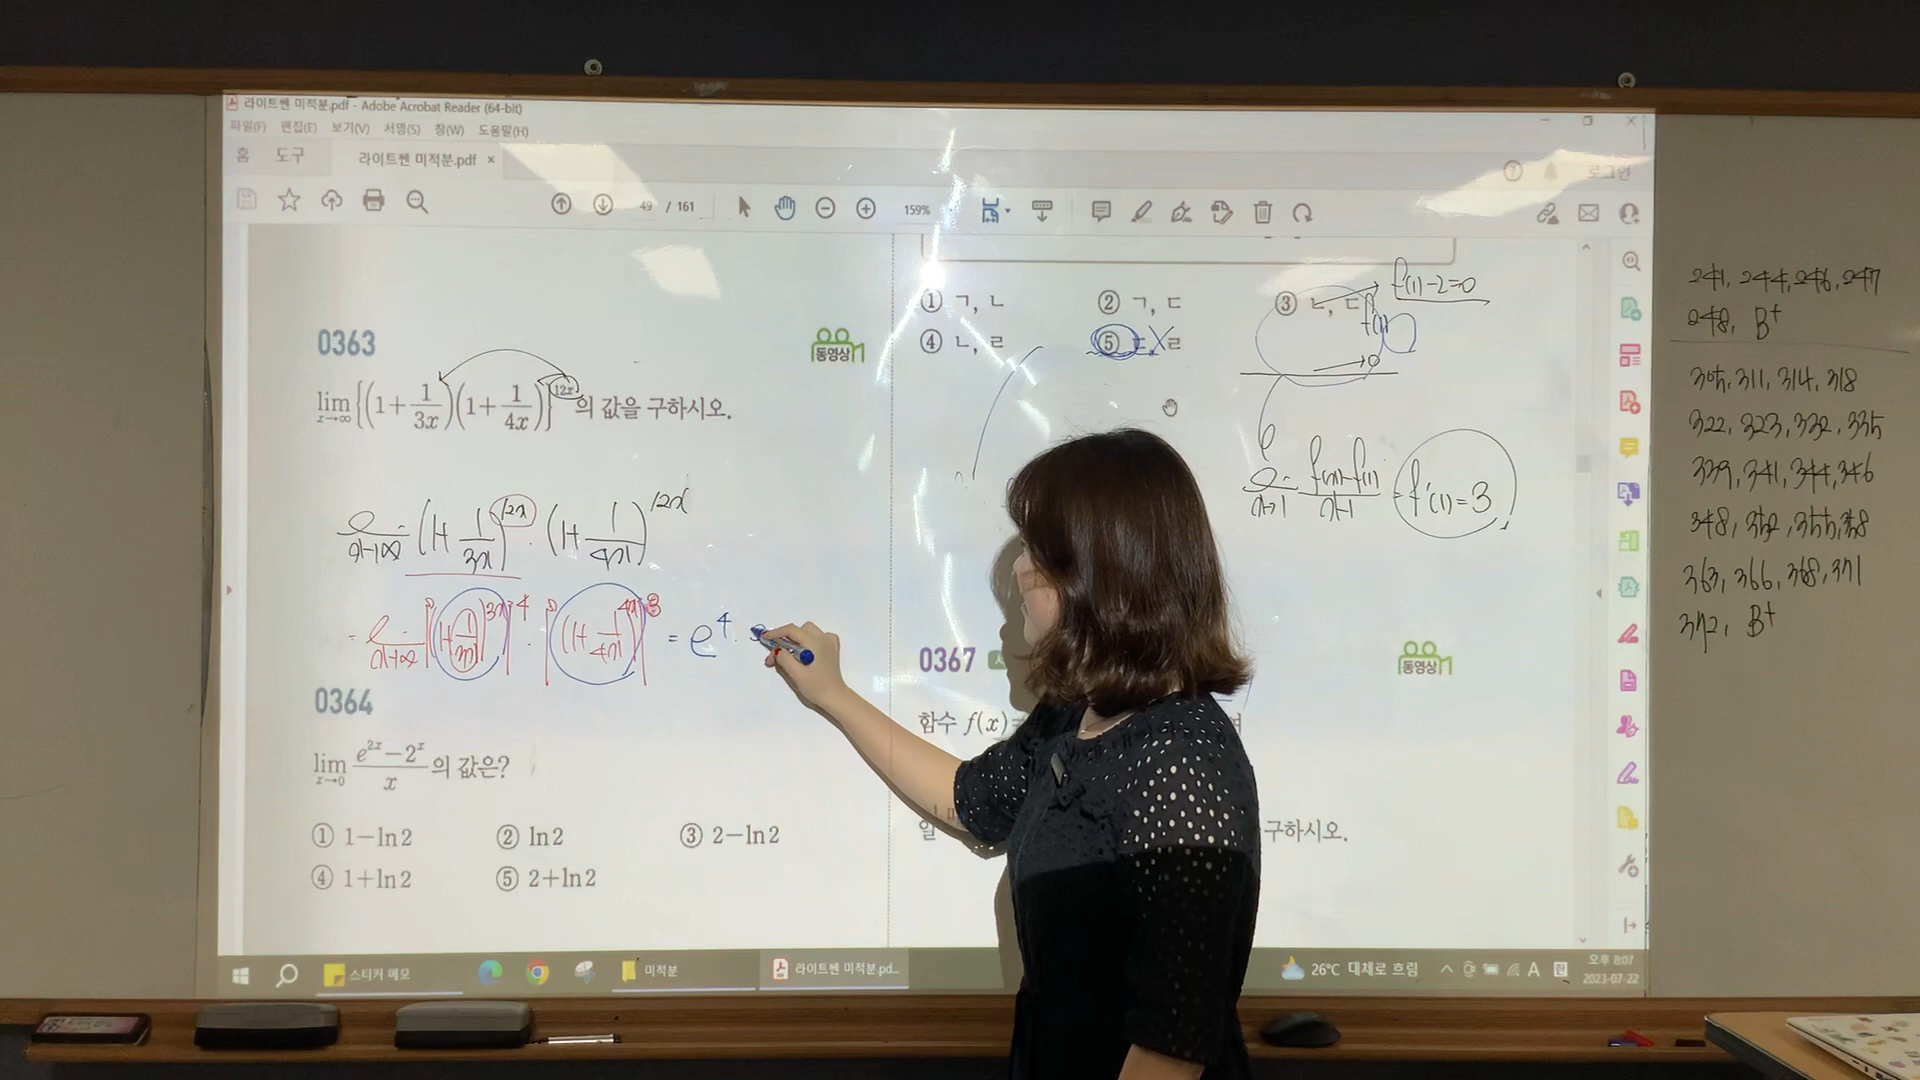 라이트쎈 미적분.pdf - Adobe Acrobat Reader (64-bit)
파일(F) 편집(E) 보기(V) 서명(S) 창(W) 도움말(H)
홈 도구 라이트쎈 미적분.pdf × 로그인
49 / 161 159%
0363
동영상
lim x→∞ {(1+1/3x)(1+1/4x)}^12x 의 값을 구하시오.
lim x→∞ (1+1/3x)^12x · (1+1/4x)^12x
= lim x→∞ {(1+1/3x)^3x}^4 · {(1+1/4x)^4x}^3 = e^4 ·
0364
lim x→0 (e^2x−2^x)/x 의 값은?
① 1−ln2 ② ln2 ③ 2−ln2
④ 1+ln2 ⑤ 2+ln2
① ㄱ, ㄴ ② ㄱ, ㄷ ③ ㄴ, ㄷ
④ ㄴ, ㄹ ⑤ ㄷ, ㄹ
f(1)-2=0
f(1)
0
lim x→1 (f(x)-f(1))/(x-1) = f'(1)=3
0367
동영상
함수 f(x)=
일
구하시오.
241, 244, 246, 247
248, B+
305, 311, 314, 318
322, 323, 332, 335
339, 341, 344, 346
348, 352, 355, 358
363, 366, 368, 371
372, B+
스티커 메모 미적분 라이트쎈 미적분.pd...
26°C 대체로 흐림 A 한 오후 8:07
2023-07-22